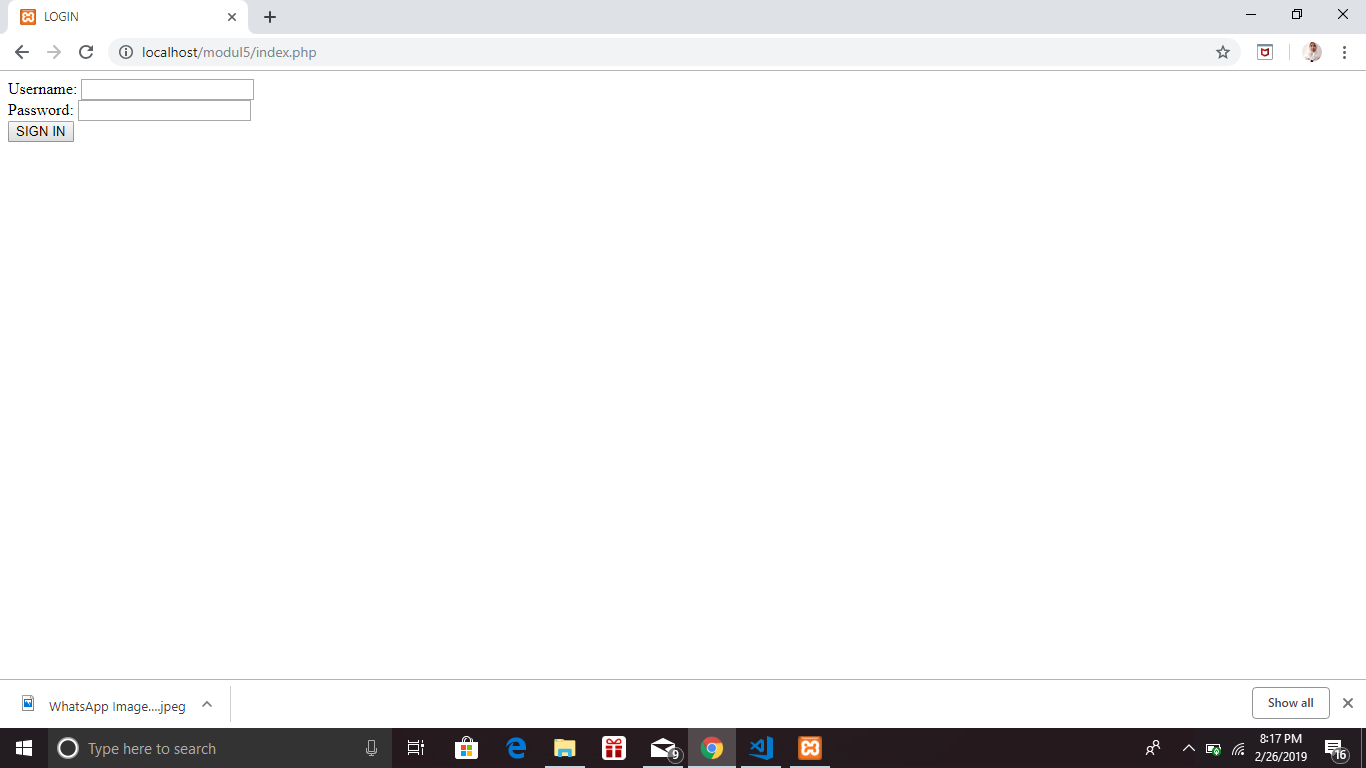 LOGIN
localhost/modul5/index.php
Username:
Password:
SIGN IN
WhatsApp Image....jpeg
Show all
Type here to search
9
8:17 PM
2/26/2019
16